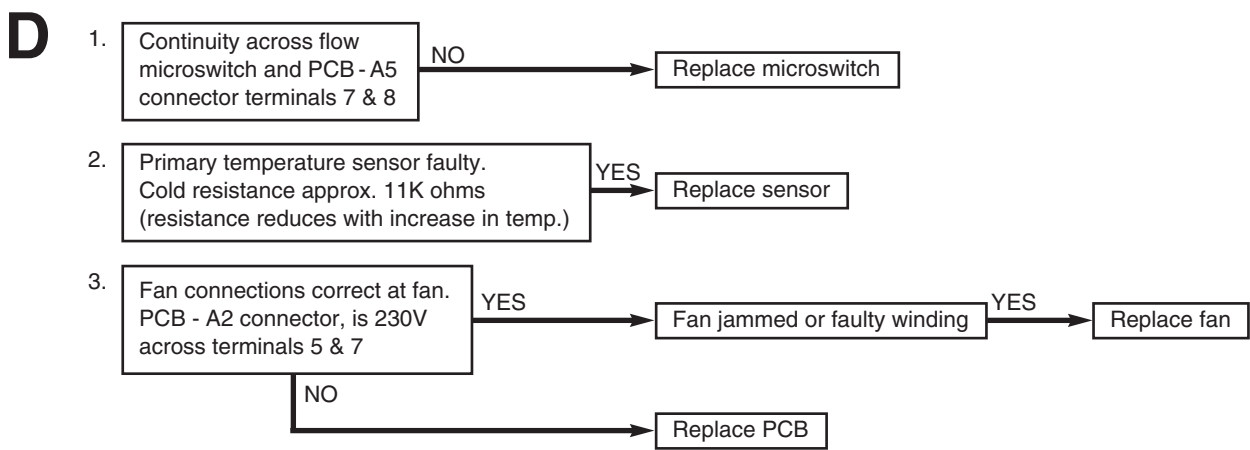 D
1.
Continuity across flow
microswitch and PCB - A5
connector terminals 7 & 8
NO
Replace microswitch
2.
Primary temperature sensor faulty.
Cold resistance approx. 11K ohms
(resistance reduces with increase in temp.)
YES
Replace sensor
3.
Fan connections correct at fan.
PCB - A2 connector, is 230V
across terminals 5 & 7
YES
Fan jammed or faulty winding
YES
Replace fan
NO
Replace PCB